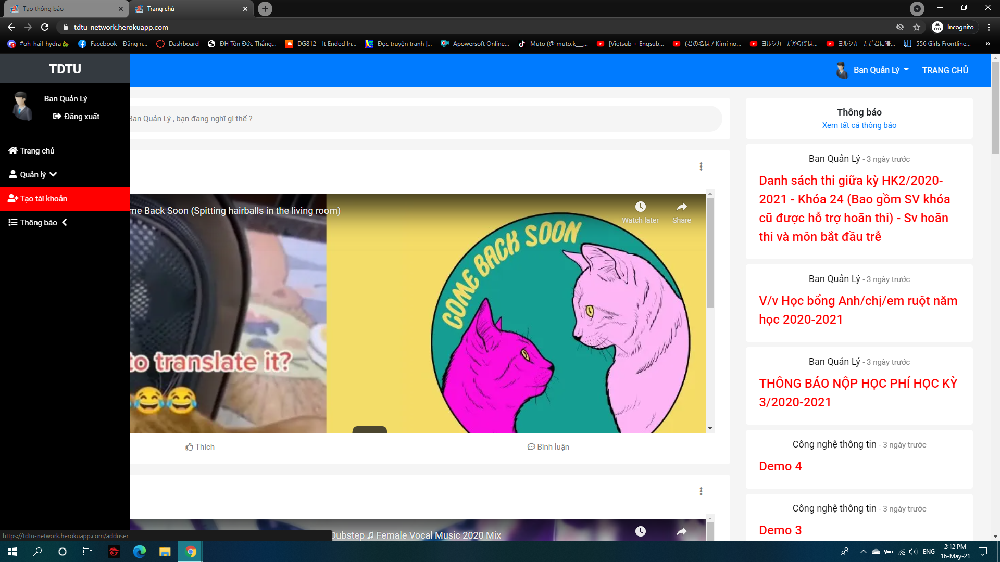 Tạo thông báo
Trang chủ
tdtu-network.herokuapp.com
Incognito
#oh-hail-hydra🐍
Facebook - Đăng n...
Dashboard
ĐH Tôn Đức Thắng...
DG812 - It Ended In...
Đọc truyện tranh |...
Apowersoft Online...
Muto (@ muto.k___...
[Vietsub + Engsub...
(君の名は / Kimi no...
ヨルシカ - だから僕は...
ヨルシカ - ただ君に晴...
556 Girls Frontline...
TDTU
Ban Quản Lý
TRANG CHỦ
Ban Quản Lý
Đăng xuất
Trang chủ
Quản lý
Tạo tài khoản
Thông báo
Ban Quản Lý , bạn đang nghĩ gì thế ?
me Back Soon (Spitting hairballs in the living room)
Watch later
Share
COME BACK SOON
to translate it?
😂😂
Thích
Bình luận
Dubstep ♫ Female Vocal Music 2020 Mix
Thông báo
Xem tất cả thông báo
Ban Quản Lý - 3 ngày trước
Danh sách thi giữa kỳ HK2/2020-
2021 - Khóa 24 (Bao gồm SV khóa
cũ được hỗ trợ hoãn thi) - Sv hoãn
thi và môn bắt đầu trễ
Ban Quản Lý - 3 ngày trước
V/v Học bổng Anh/chị/em ruột năm
học 2020-2021
Ban Quản Lý - 3 ngày trước
THÔNG BÁO NỘP HỌC PHÍ HỌC KỲ
3/2020-2021
Công nghệ thông tin - 3 ngày trước
Demo 4
Công nghệ thông tin - 3 ngày trước
Demo 3
https://tdtu-network.herokuapp.com/adduser
ENG
2:12 PM
16-May-21